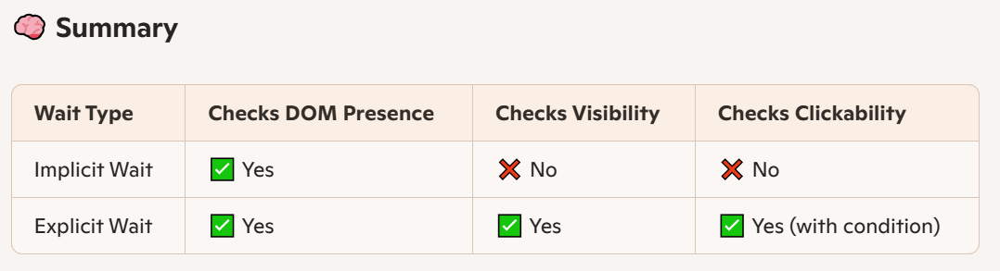 🧠 Summary
Wait Type Checks DOM Presence Checks Visibility Checks Clickability
Implicit Wait ✅ Yes ❌ No ❌ No
Explicit Wait ✅ Yes ✅ Yes ✅ Yes (with condition)